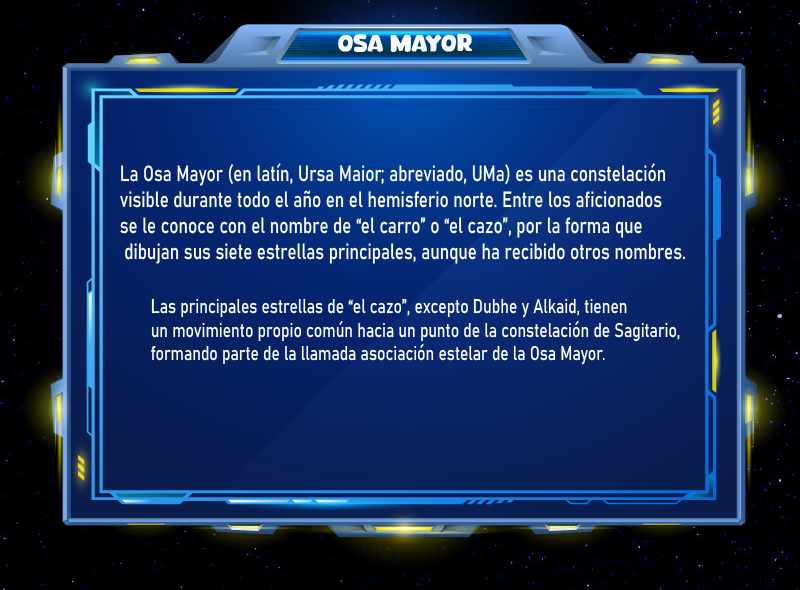 OSA MAYOR
La Osa Mayor (en latín, Ursa Maior; abreviado, UMa) es una constelación
visible durante todo el año en el hemisferio norte. Entre los aficionados
se le conoce con el nombre de “el carro” o “el cazo”, por la forma que
dibujan sus siete estrellas principales, aunque ha recibido otros nombres.
Las principales estrellas de “el cazo”, excepto Dubhe y Alkaid, tienen
un movimiento propio común hacia un punto de la constelación de Sagitario,
formando parte de la llamada asociación estelar de la Osa Mayor.